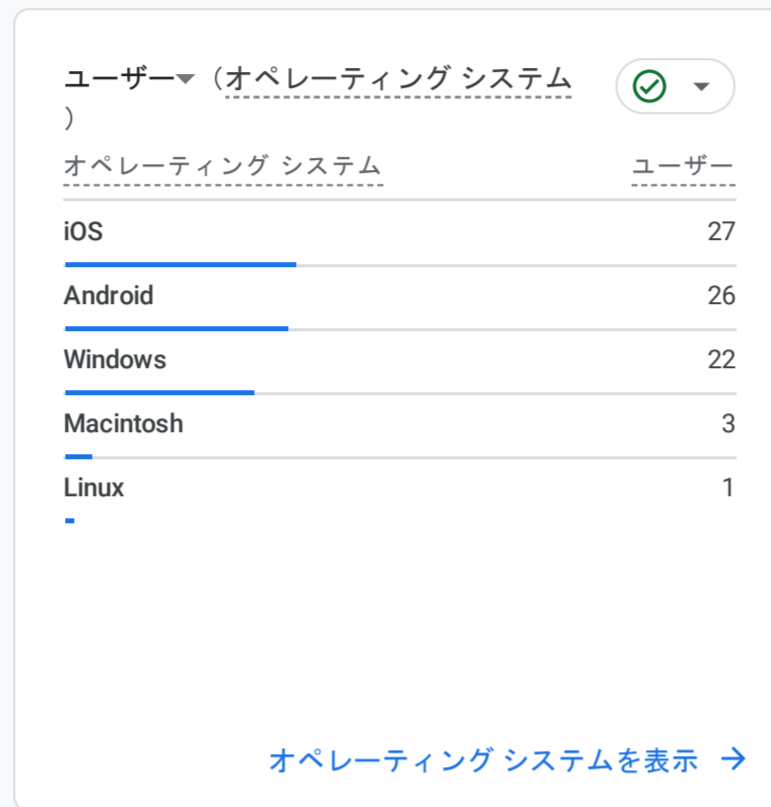 ユーザー（オペレーティング システム
）
オペレーティング システム ユーザー
iOS 27
Android 26
Windows 22
Macintosh 3
Linux 1
オペレーティング システムを表示 →